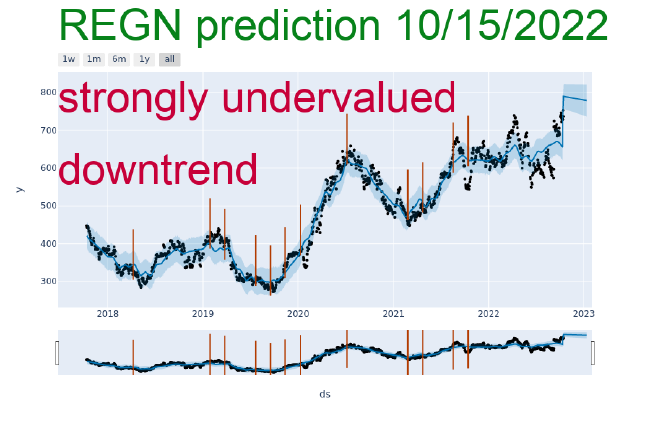 REGN prediction 10/15/2022
1w 1m 6m 1y all
strongly undervalued
downtrend
800
700
600
500
400
300
y
2018 2019 2020 2021 2022 2023
ds